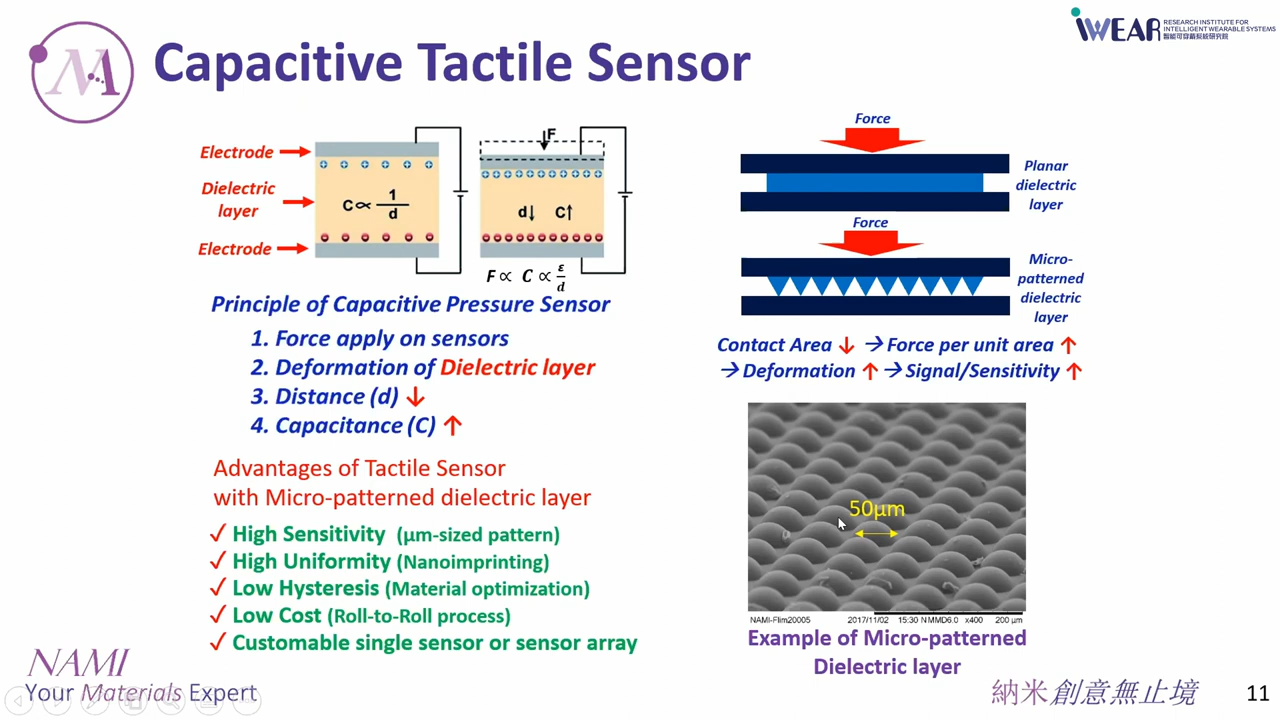 Capacitive Tactile Sensor
iWEAR
RESEARCH INSTITUTE FOR
INTELLIGENT WEARABLE SYSTEMS
智能可穿戴系統研究院
Electrode
Dielectric
layer
Electrode
C∝ 1/d
F
d↓ C↑
F ∝ C ∝ ε/d
Principle of Capacitive Pressure Sensor
1. Force apply on sensors
2. Deformation of Dielectric layer
3. Distance (d) ↓
4. Capacitance (C) ↑
Advantages of Tactile Sensor
with Micro-patterned dielectric layer
✓ High Sensitivity (μm-sized pattern)
✓ High Uniformity (Nanoimprinting)
✓ Low Hysteresis (Material optimization)
✓ Low Cost (Roll-to-Roll process)
✓ Customable single sensor or sensor array
Force
Planar
dielectric
layer
Force
Micro-
patterned
dielectric
layer
Contact Area ↓ → Force per unit area ↑
→ Deformation ↑ → Signal/Sensitivity ↑
50μm
NAMI-Flim20005 2017/11/02 15:30 N MMD6.0 x400 200 μm
Example of Micro-patterned
Dielectric layer
NAMI
Your Materials Expert
納米創意無止境
11